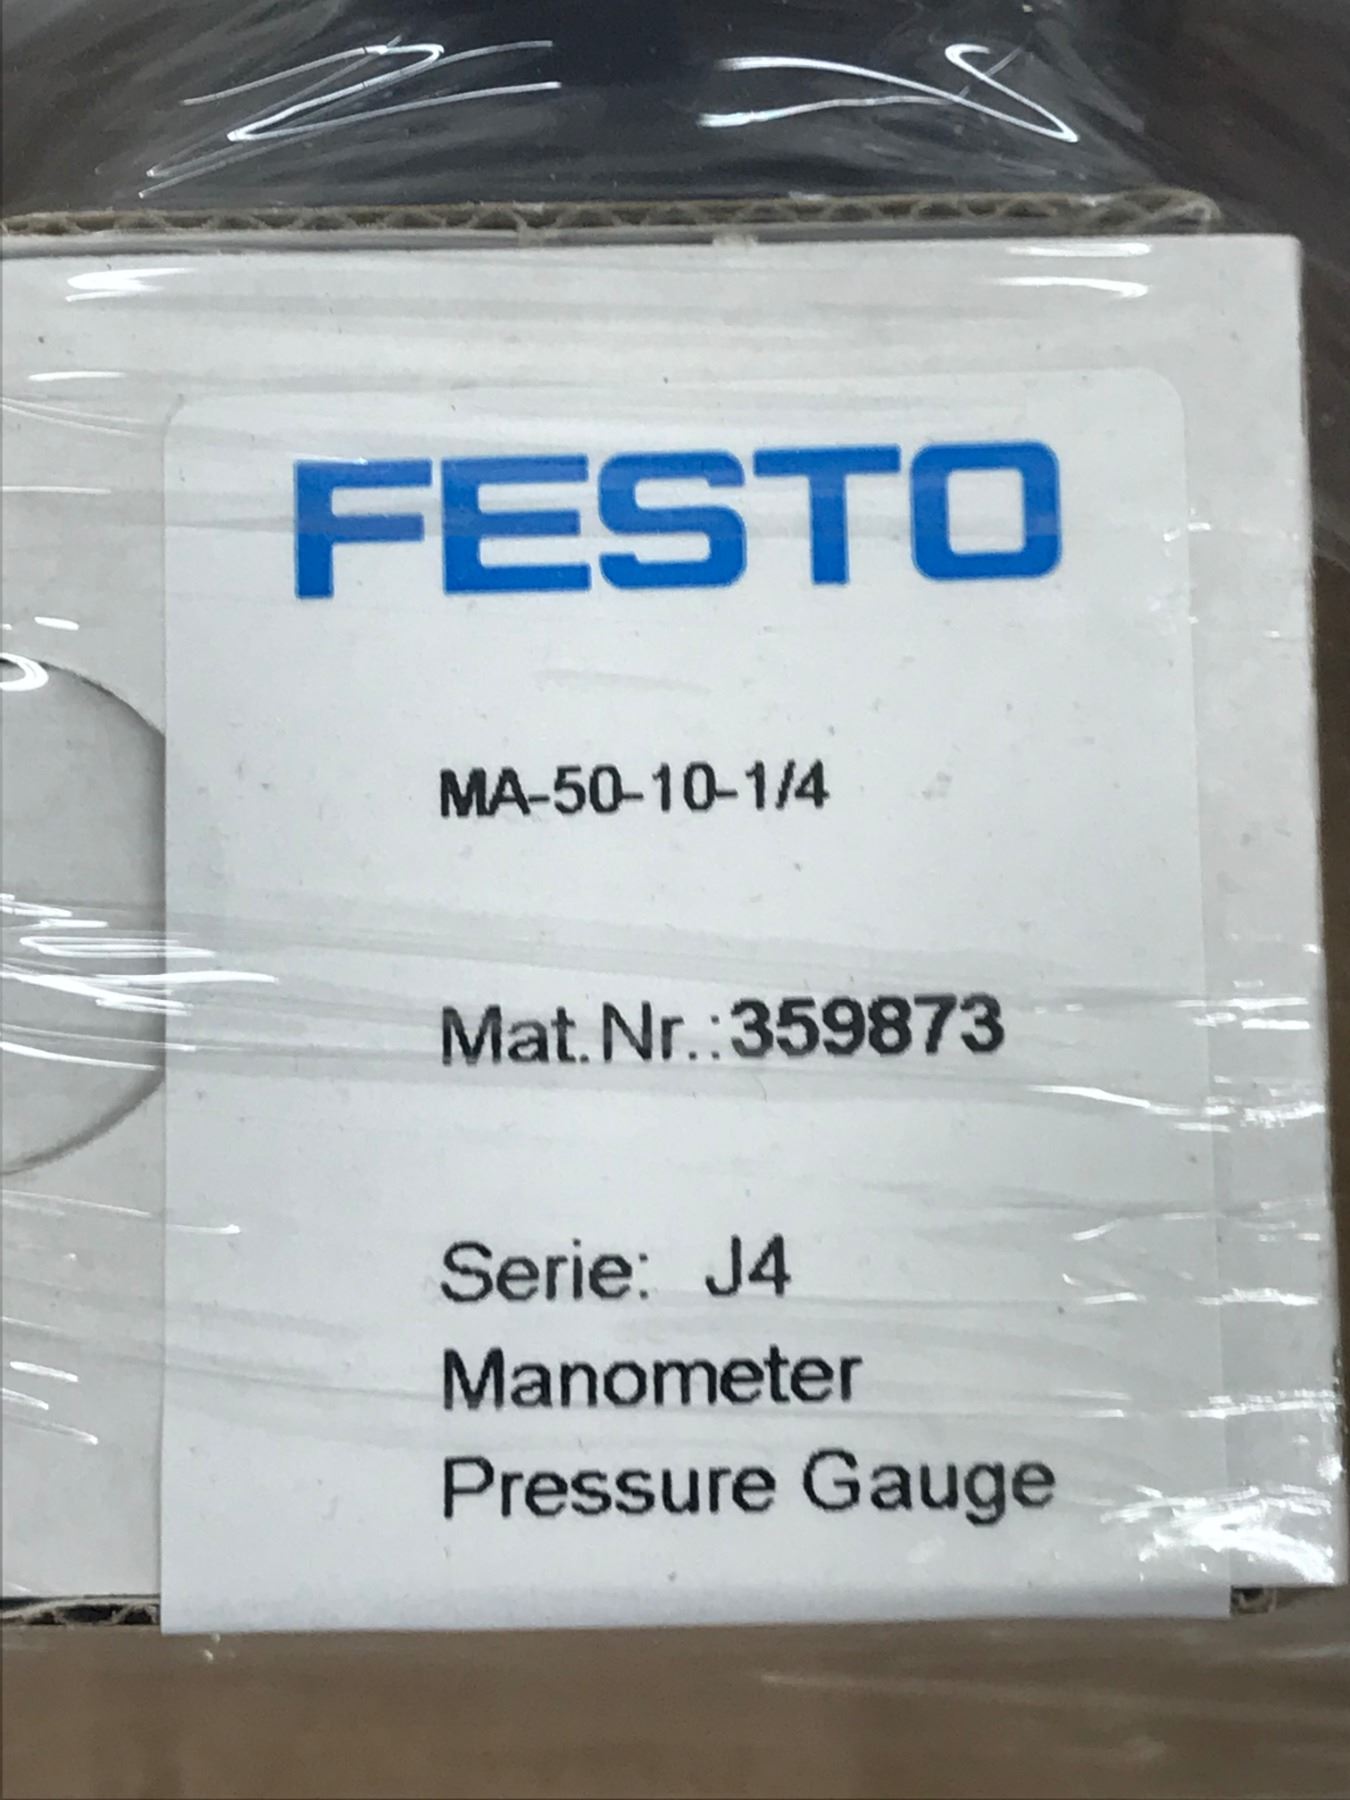 FESTO
MA-50-10-1/4
Mat.Nr.:359873
Serie: J4
Manometer
Pressure Gauge